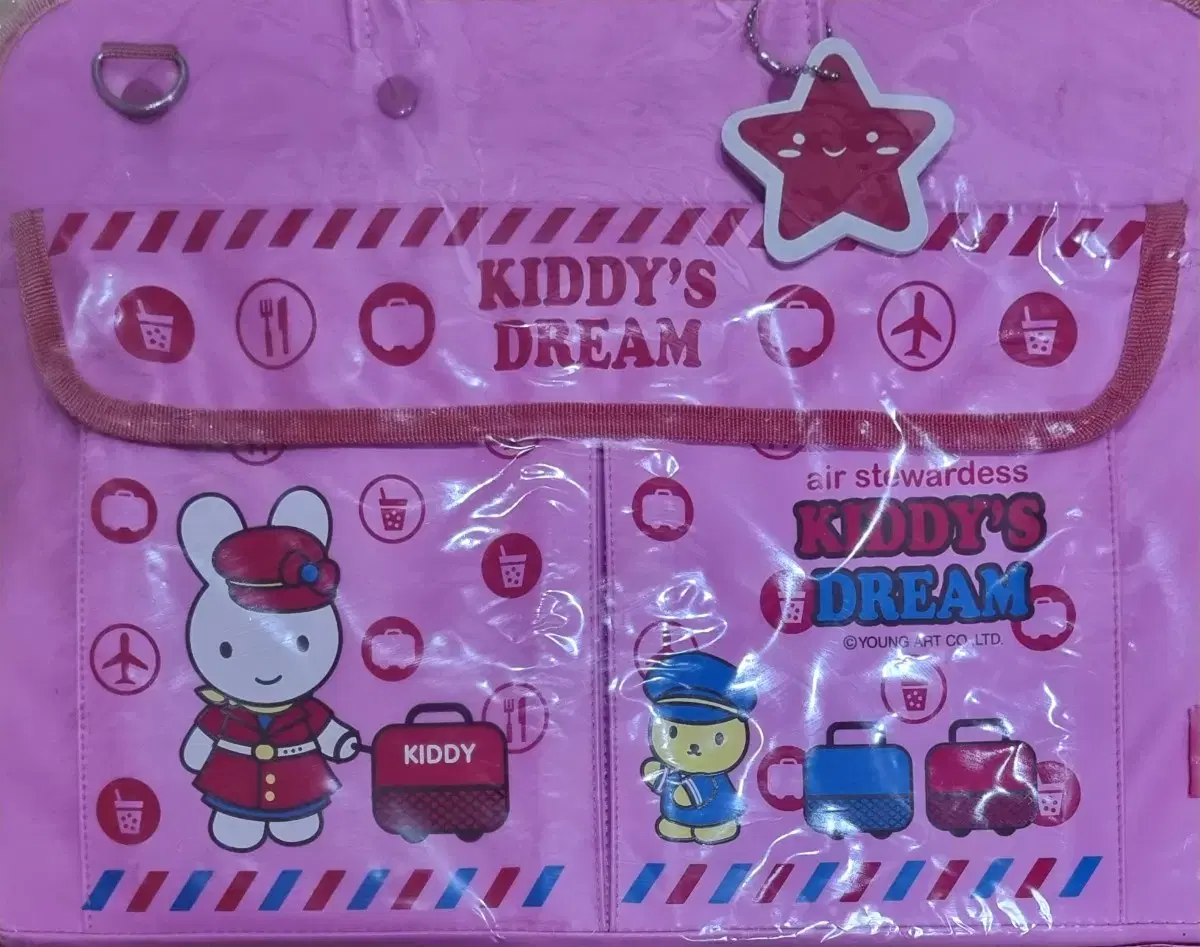 KIDDY'S
DREAM
air stewardess
KIDDY'S
DREAM
©YOUNG ART CO.,LTD.
KIDDY